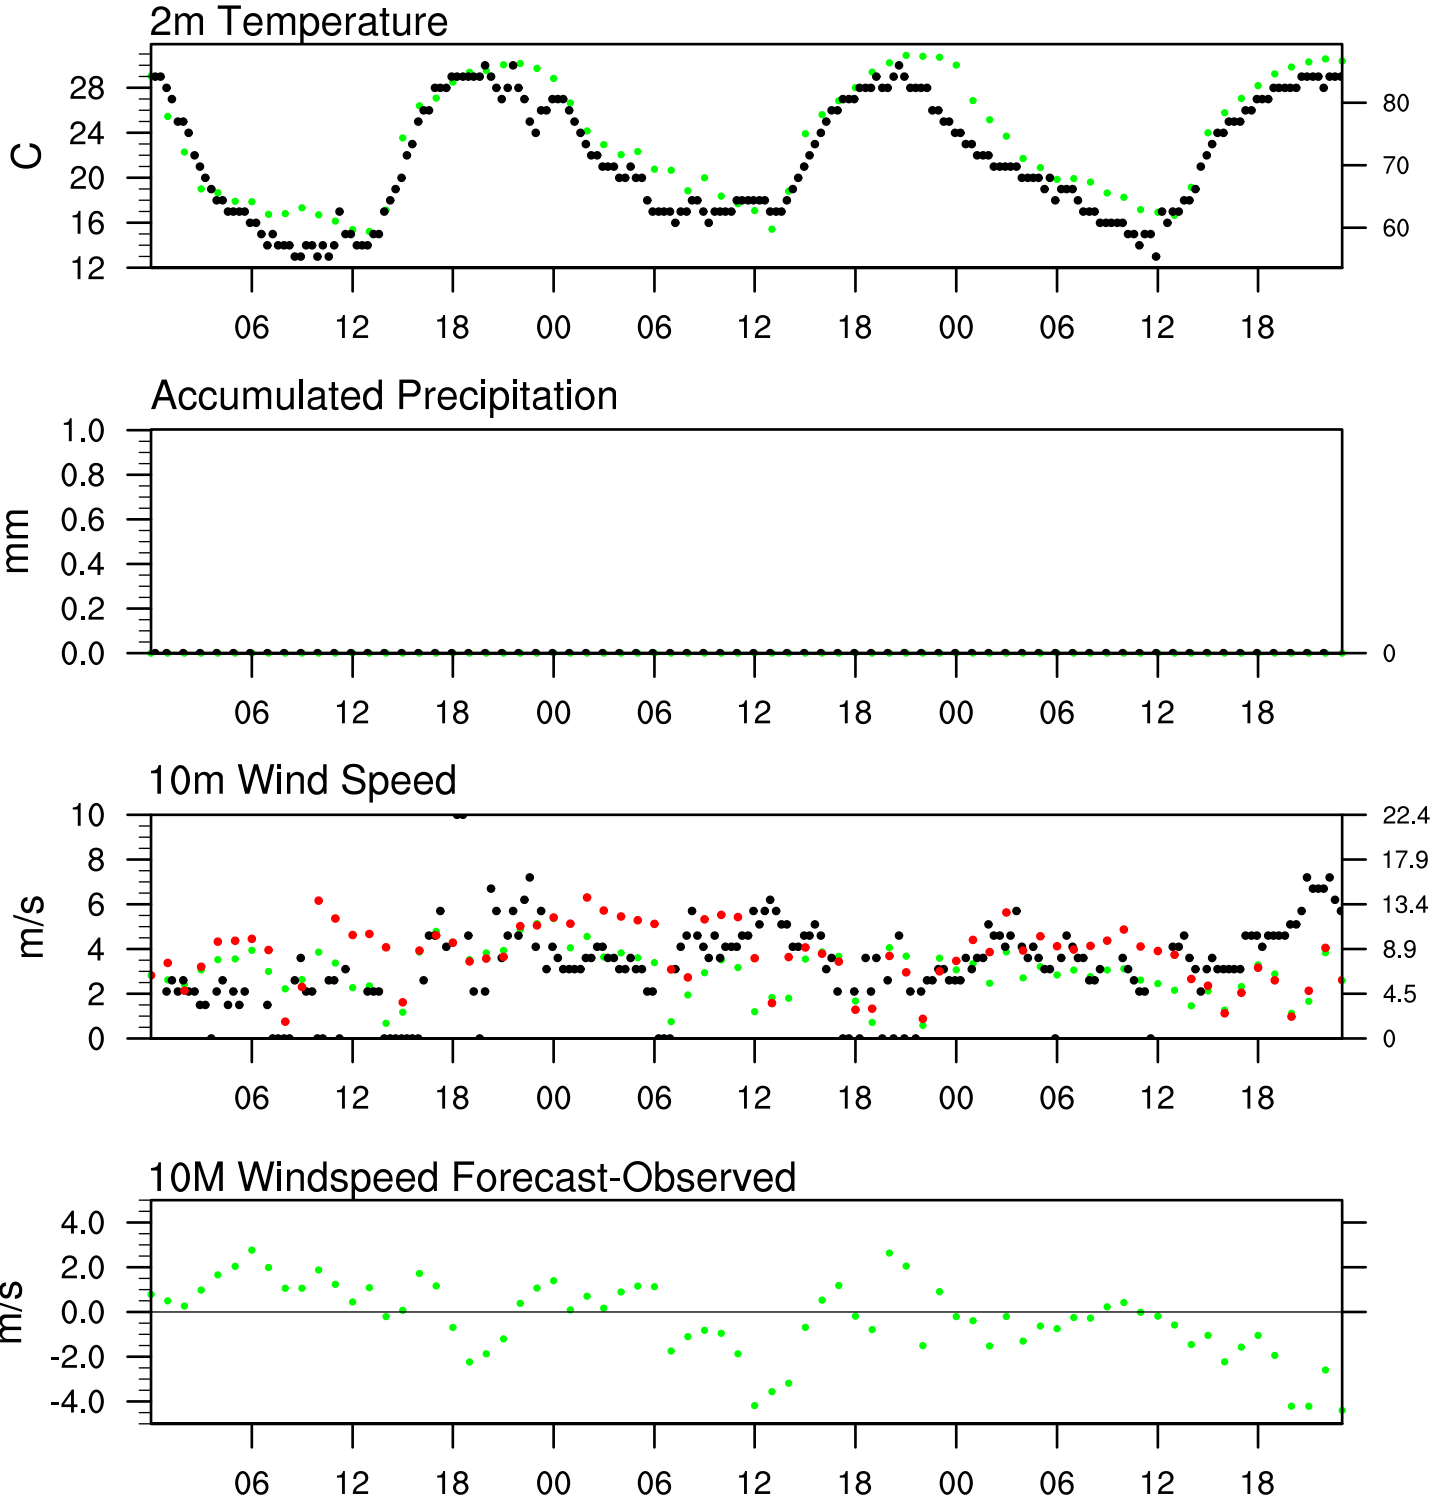 2m Temperature
28
24
20
16
12
C
80
70
60
06 12 18 00 06 12 18 00 06 12 18
Accumulated Precipitation
1.0
0.8
0.6
0.4
0.2
0.0
mm
0
06 12 18 00 06 12 18 00 06 12 18
10m Wind Speed
10
8
6
4
2
0
m/s
22.4
17.9
13.4
8.9
4.5
0
06 12 18 00 06 12 18 00 06 12 18
10M Windspeed Forecast-Observed
4.0
2.0
0.0
-2.0
-4.0
m/s
06 12 18 00 06 12 18 00 06 12 18